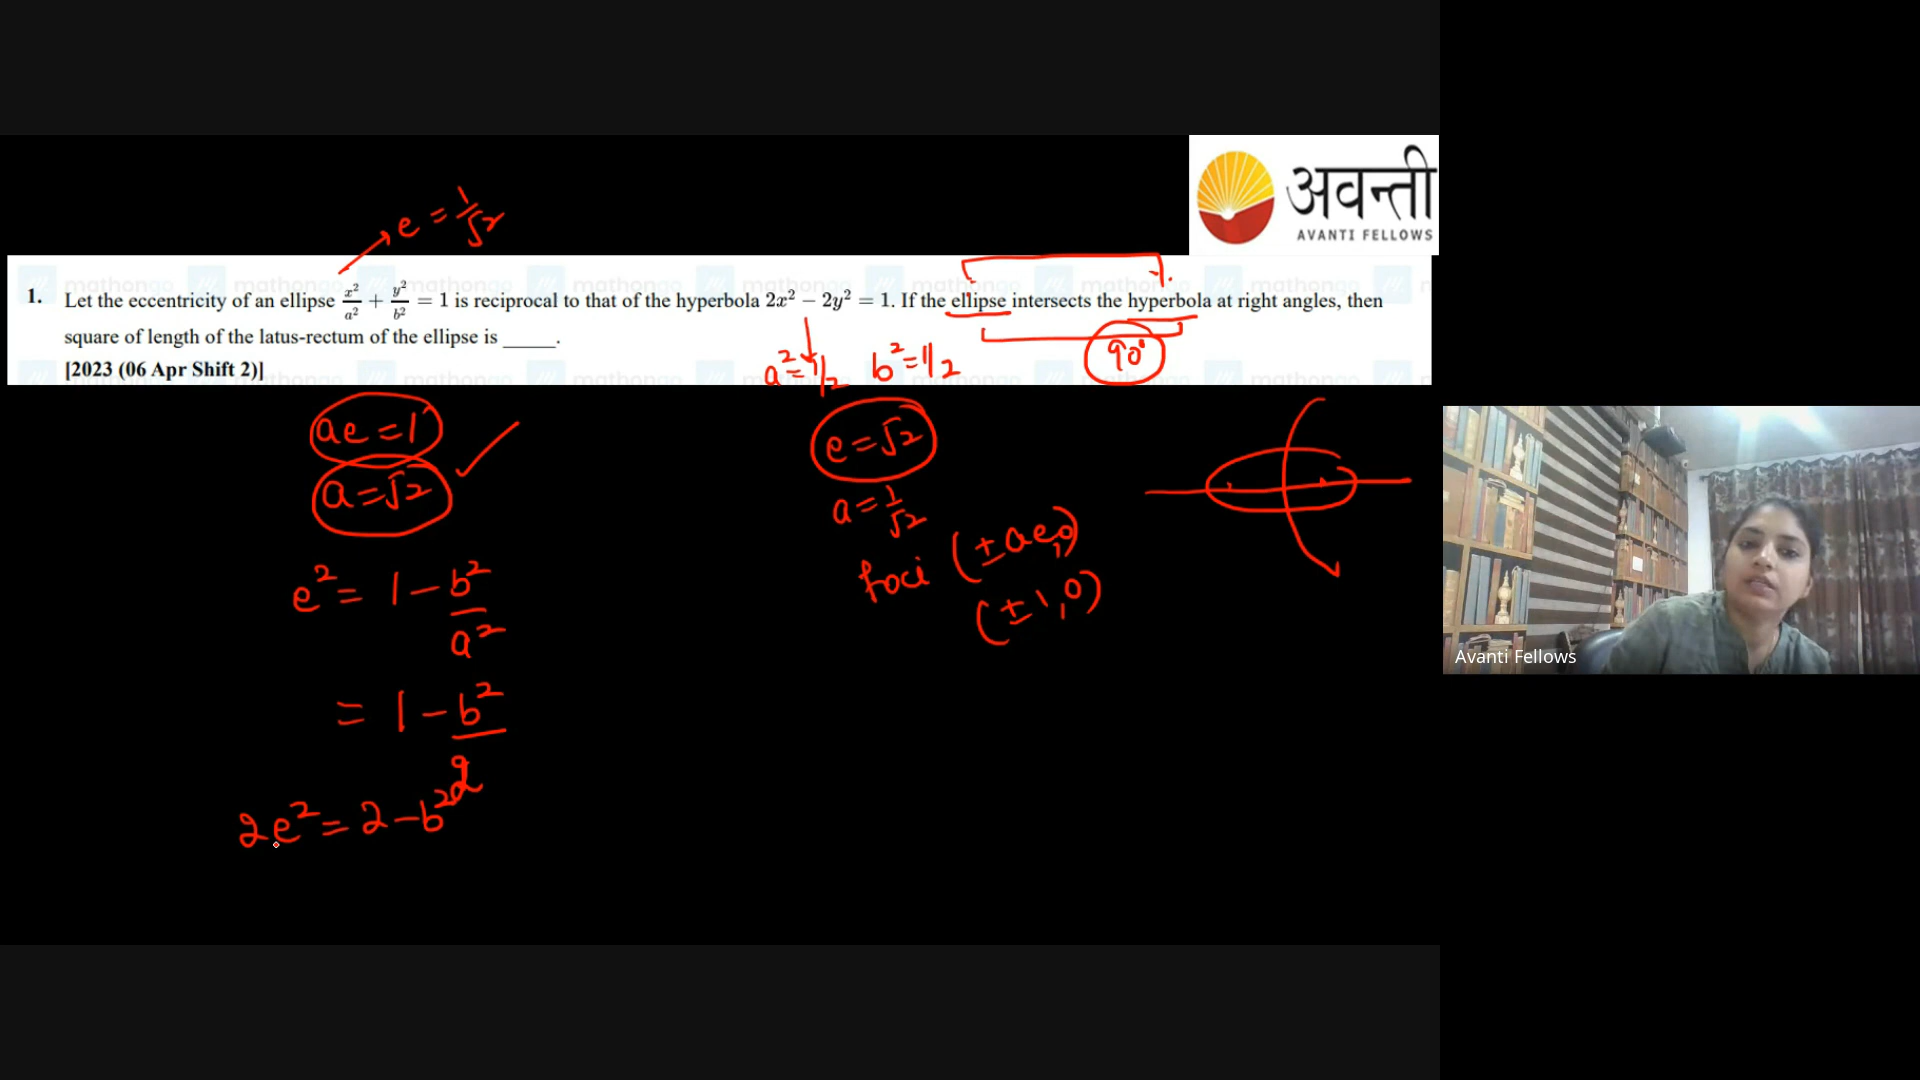 अवन्ती
AVANTI FELLOWS
e = 1/√2
1. Let the eccentricity of an ellipse x²/a² + y²/b² = 1 is reciprocal to that of the hyperbola 2x² − 2y² = 1. If the ellipse intersects the hyperbola at right angles, then
square of length of the latus-rectum of the ellipse is _____.
[2023 (06 Apr Shift 2)]
a² = 1/2 b² = 1/2
90°
ae = 1
a = √2
e² = 1 − b²/a²
= 1 − b²/2
2e² = 2 − b²
e = √2
a = 1/√2
foci (± ae, 0)
(± 1, 0)
Avanti Fellows